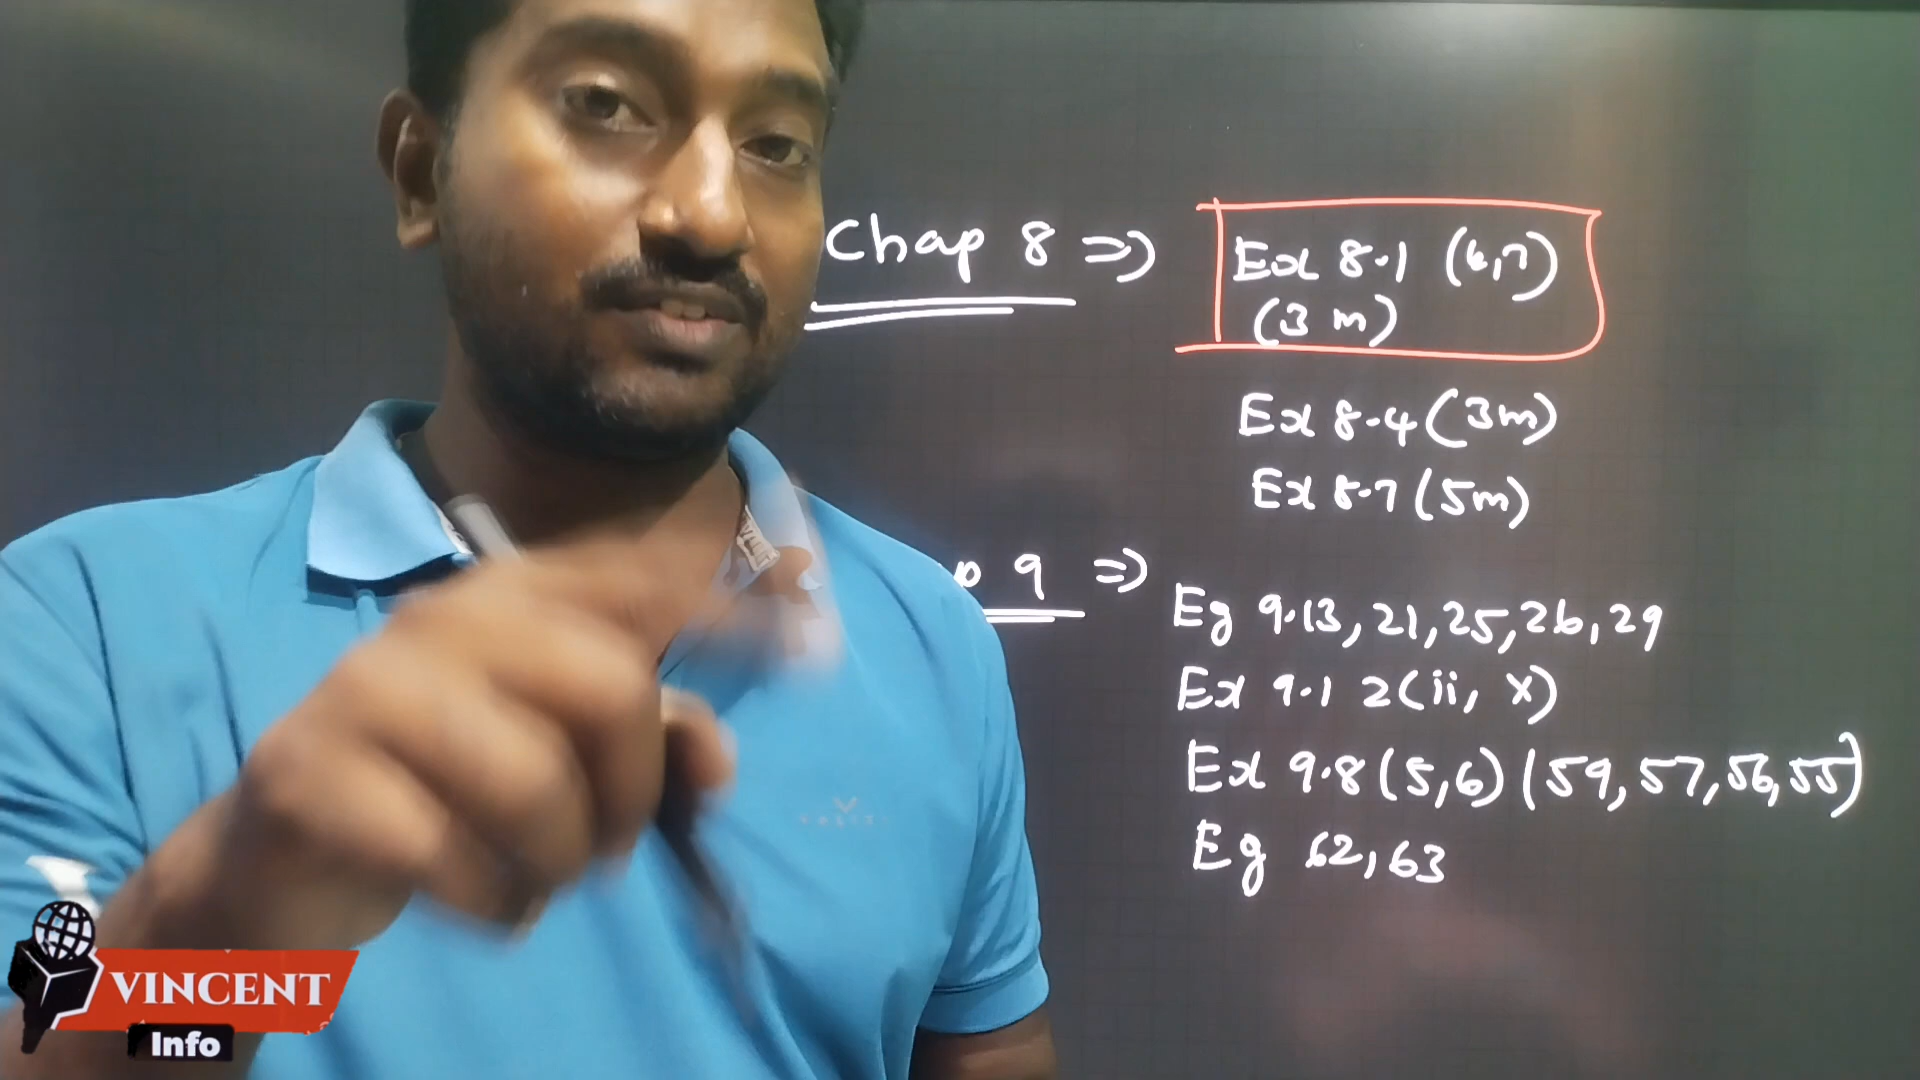 Chap 8 => Ex 8.1 (6,7)
(3 m)
Ex 8.4 (3m)
Ex 8.7 (5m)
p 9 =>
Eg 9.13, 21, 25, 26, 29
Ex 9.1 2(ii, x)
Ex 9.8 (5,6) (59, 57, 56, 55)
Eg 62, 63
VINCENT
Info